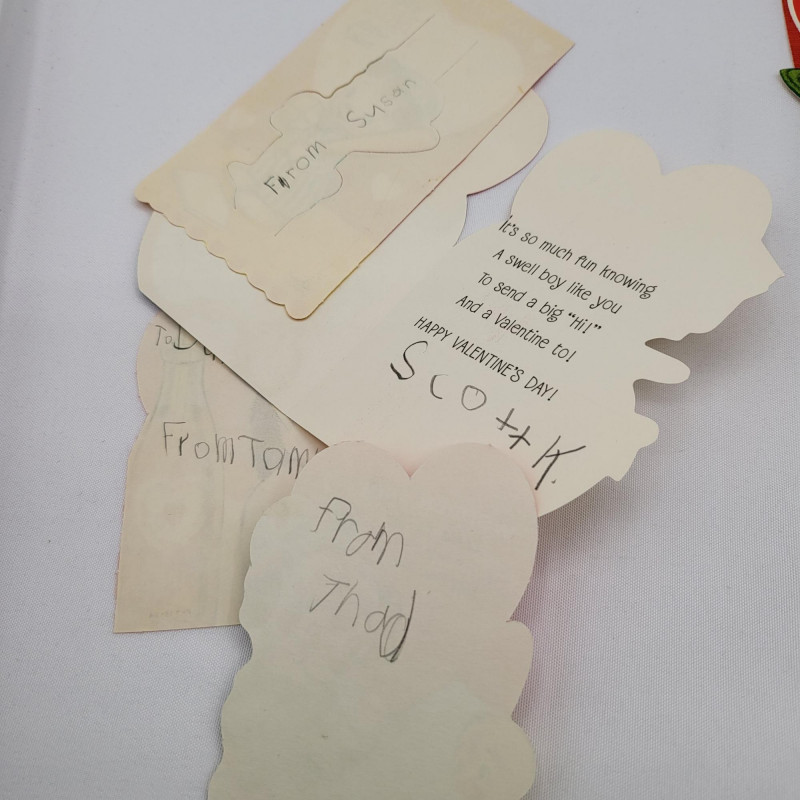 From Susan
It's so much fun knowing
A swell boy like you
To send a big "Hi!"
And a Valentine to!
HAPPY VALENTINE'S DAY!
Scott K.
To
From
From
Thad